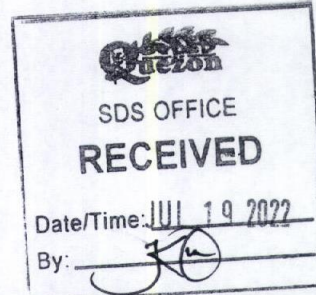 Quezon
SDS OFFICE
RECEIVED
Date/Time: JUL 19 2022
By: